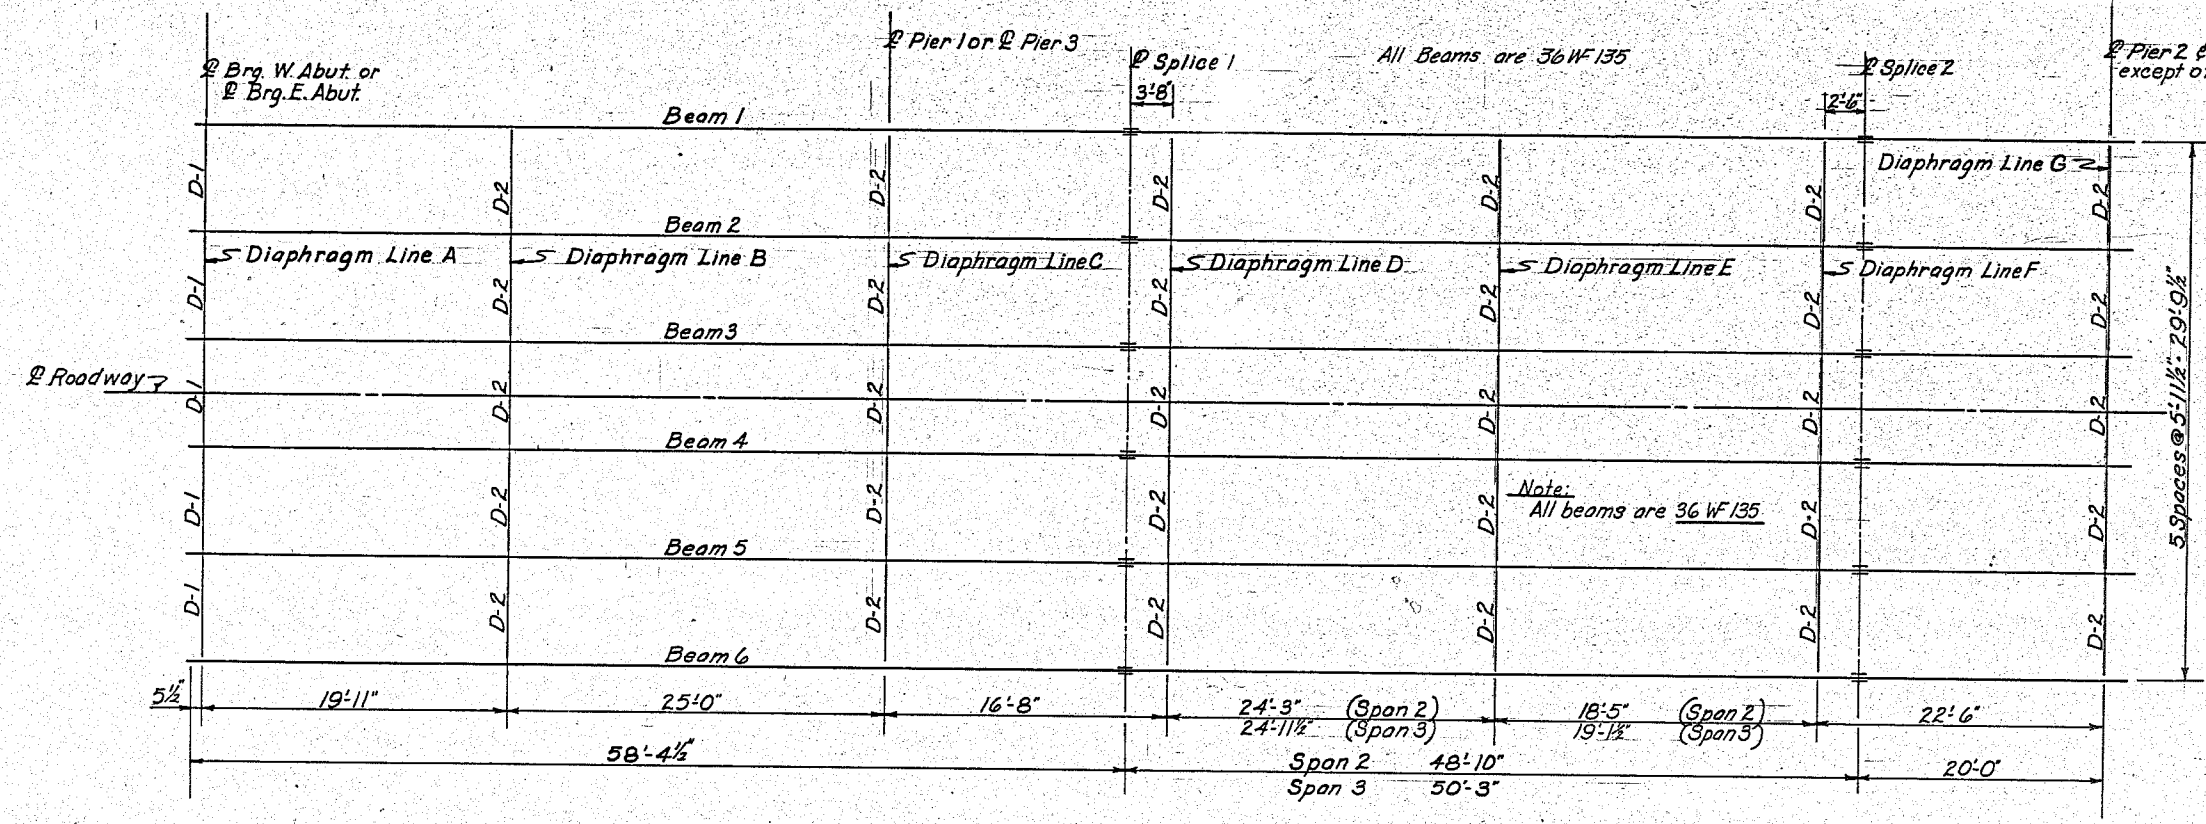 ℄ Brg. W. Abut. or
℄ Brg. E. Abut.
℄ Pier 1 or ℄ Pier 3
℄ Splice 1
3'-8"
All Beams are 36 WF 135
℄ Splice 2
2'-6"
℄ Pier 2 &
except o
Beam 1
D-1
D-2
D-2
D-2
D-2
D-2
Diaphragm Line G
D-2
Beam 2
Diaphragm Line A
Diaphragm Line B
Diaphragm Line C
Diaphragm Line D
Diaphragm Line E
Diaphragm Line F
D-1
D-2
D-2
D-2
D-2
D-2
D-2
Beam 3
℄ Roadway
D-1
D-2
D-2
D-2
D-2
D-2
D-2
5 Spaces @ 5'-11½" = 29'-9½"
Beam 4
D-1
D-2
D-2
D-2
D-2
Note:
All beams are 36 WF 135
D-2
D-2
Beam 5
D-1
D-2
D-2
D-2
D-2
D-2
D-2
Beam 6
5½"
19'-11"
25'-0"
16'-8"
24'-3" (Span 2)
24'-11½" (Span 3)
18'-5" (Span 2)
19'-1½" (Span 3)
22'-6"
58'-4½"
Span 2 48'-10"
Span 3 50'-3"
20'-0"